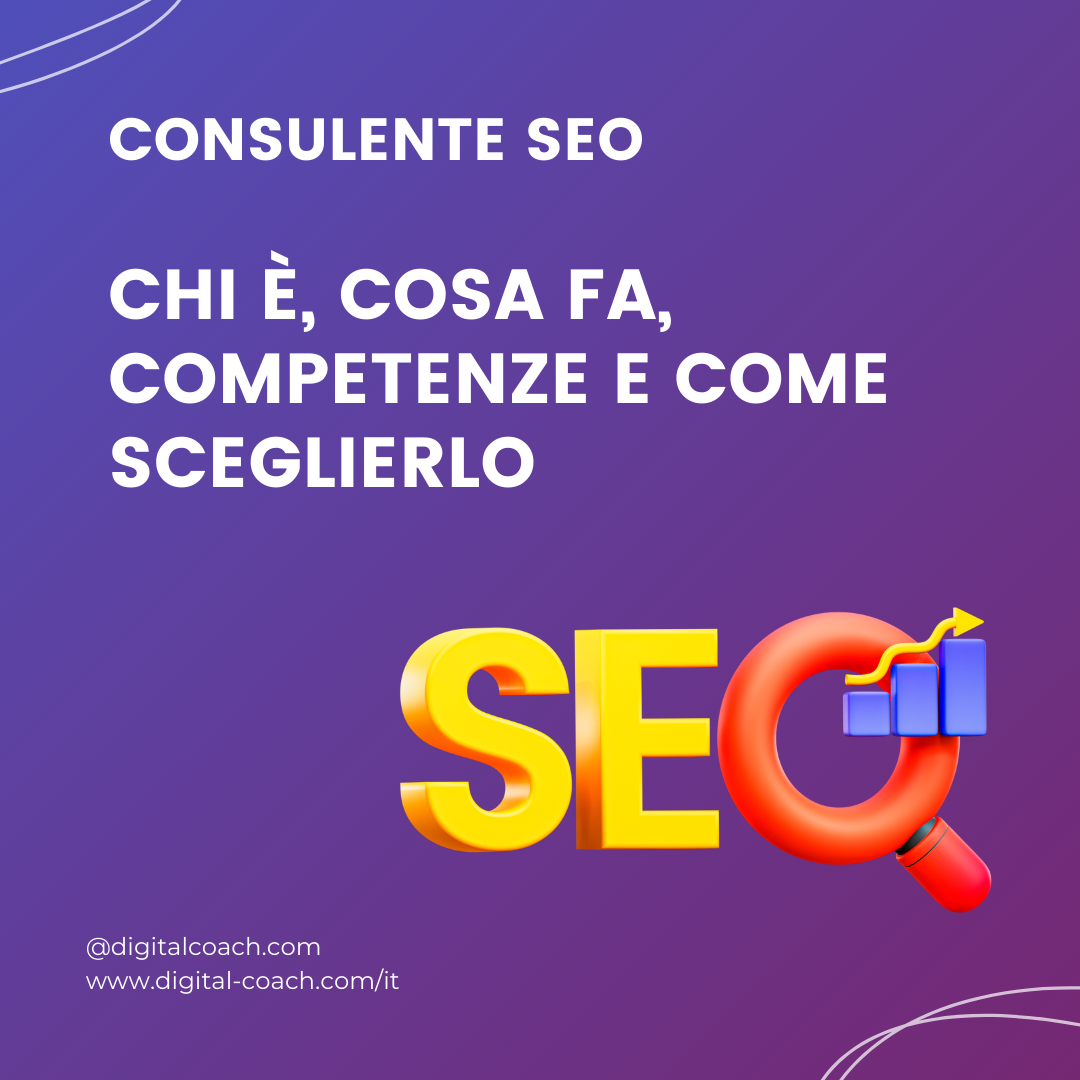 CONSULENTE SEO
CHI È, COSA FA,
COMPETENZE E COME
SCEGLIERLO
SEO
@digitalcoach.com
www.digital-coach.com/it